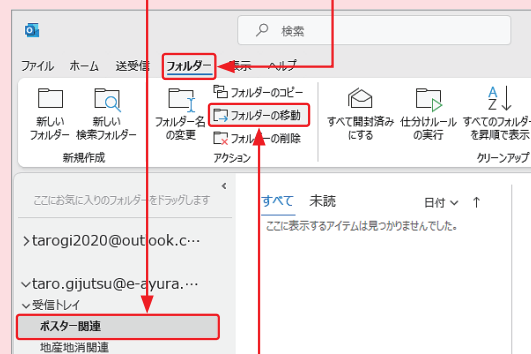 検索
ファイル ホーム 送受信 フォルダー 表示 ヘルプ
新しい
フォルダー
新しい
検索フォルダー
新規作成
フォルダー名
の変更
フォルダーのコピー
フォルダーの移動
フォルダーの削除
アクション
すべて開封済み
にする
仕分けルール
の実行
すべてのフォルダー
を昇順で表示
クリーンアップ
ここにお気に入りのフォルダーをドラッグします
tarogi2020@outlook.c…
taro.gijutsu@e-ayura.…
受信トレイ
ポスター関連
地産地消関連
すべて 未読 日付
ここに表示するアイテムは見つかりませんでした。